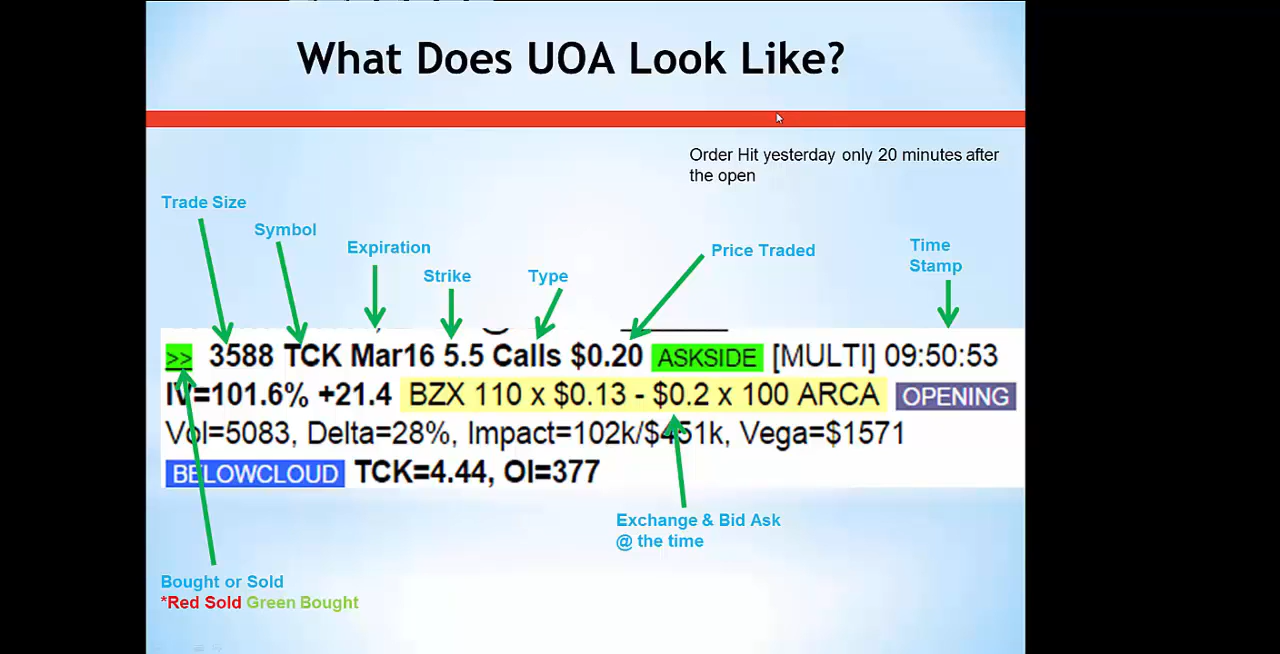 What Does UOA Look Like?
Order Hit yesterday only 20 minutes after
the open
Trade Size
Symbol
Expiration
Strike
Type
Price Traded
Time
Stamp
>> 3588 TCK Mar16 5.5 Calls $0.20 ASKSIDE [MULTI] 09:50:53
IV=101.6% +21.4 BZX 110 x $0.13 - $0.2 x 100 ARCA OPENING
Vol=5083, Delta=28%, Impact=102k/$451k, Vega=$1571
BELOWCLOUD TCK=4.44, OI=377
Exchange & Bid Ask
@ the time
Bought or Sold
*Red Sold Green Bought